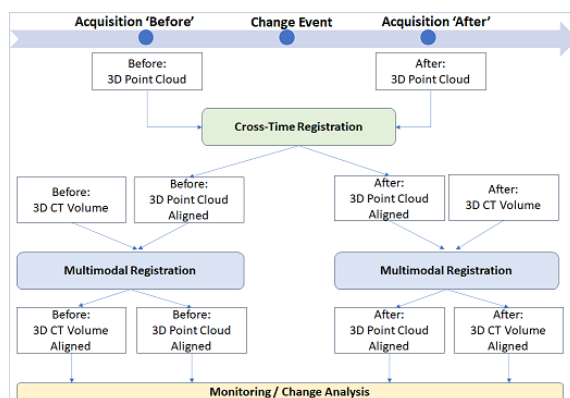 Acquisition 'Before'
Change Event
Acquisition 'After'
Before:
3D Point Cloud
After:
3D Point Cloud
Cross-Time Registration
Before:
3D CT Volume
Before:
3D Point Cloud
Aligned
After:
3D Point Cloud
Aligned
After:
3D CT Volume
Multimodal Registration
Multimodal Registration
Before:
3D CT Volume
Aligned
Before:
3D Point Cloud
Aligned
After:
3D Point Cloud
Aligned
After:
3D CT Volume
Aligned
Monitoring / Change Analysis